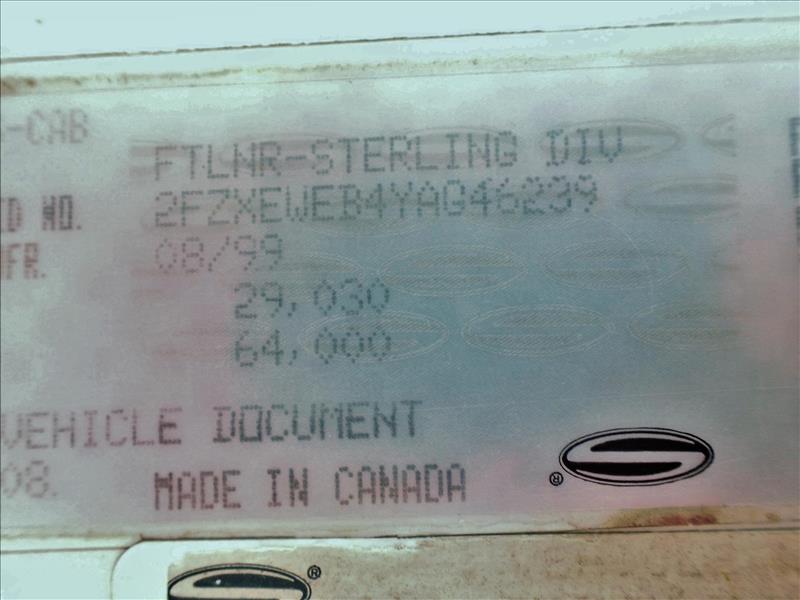 -CAB
FTLNR-STERLING DIV
ID NO. 2FZXEWEB4YAG46239
FR. 08/99
29,030
64,000
VEHICLE DOCUMENT
08. MADE IN CANADA
®
®